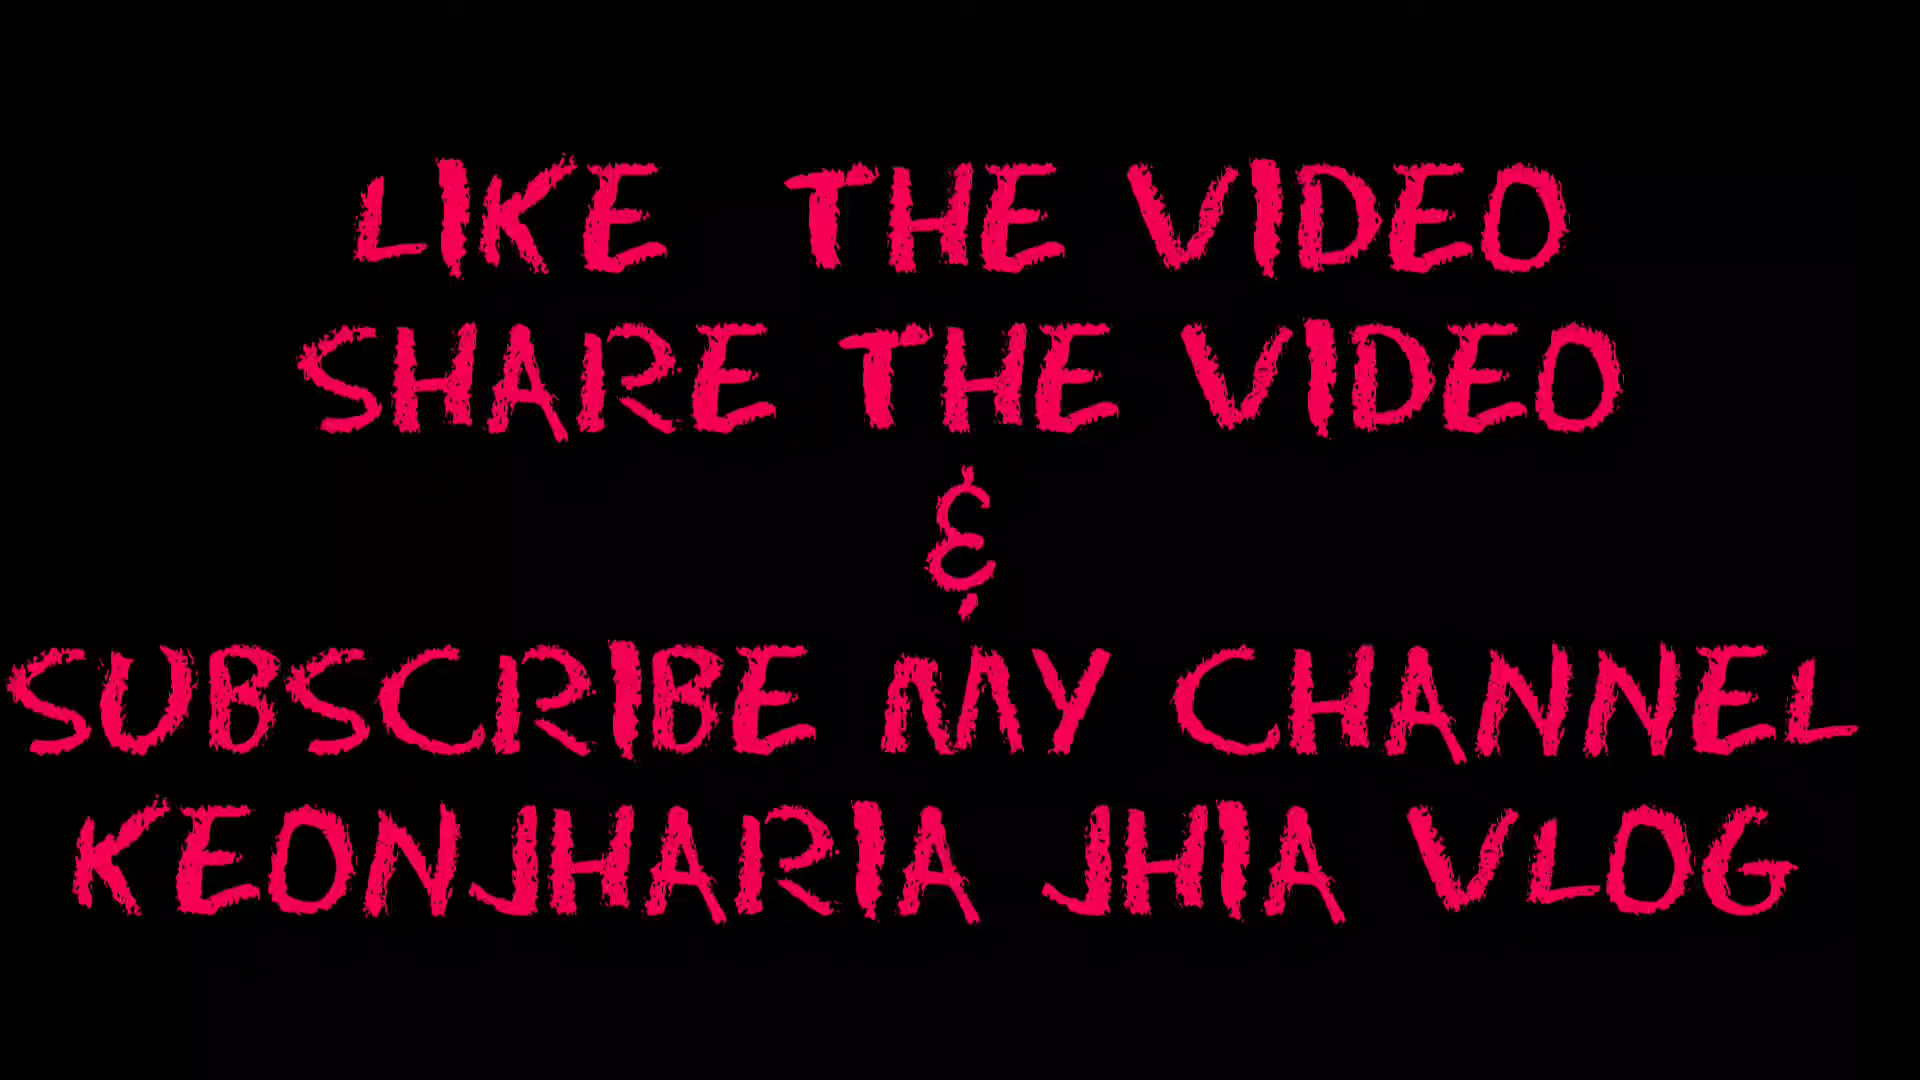 LIKE THE VIDEO
SHARE THE VIDEO
&
SUBSCRIBE MY CHANNEL
KEONJHARIA JHIA VLOG